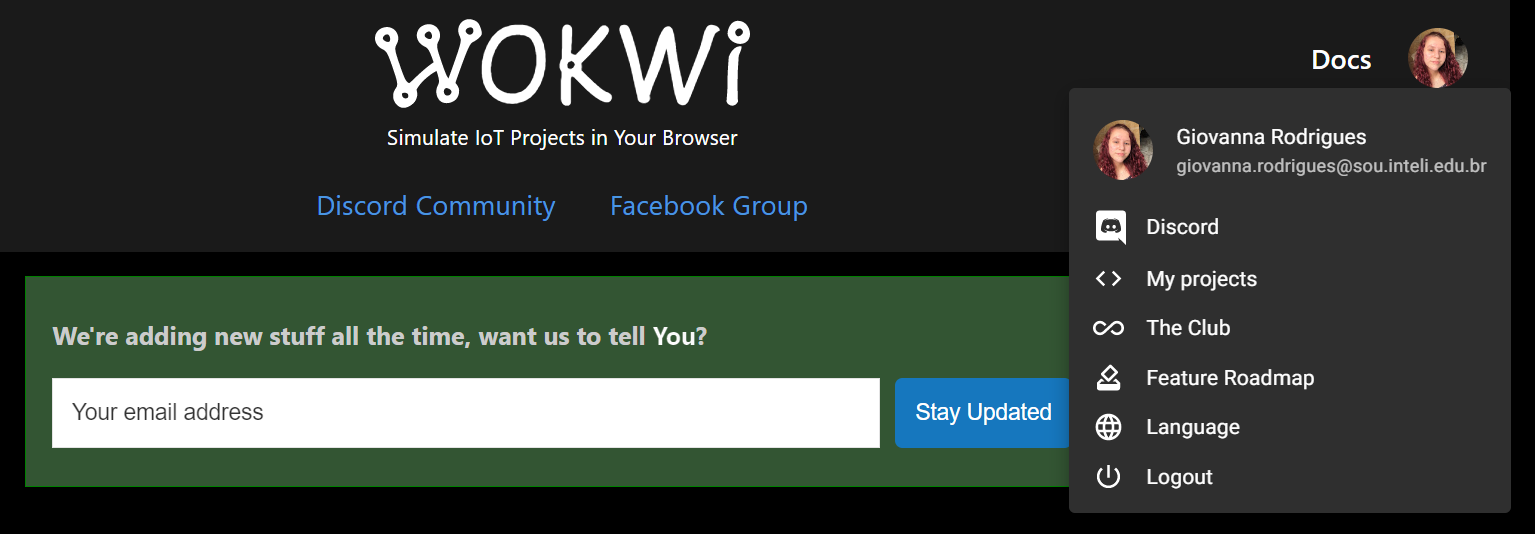 WOKWi
Simulate IoT Projects in Your Browser
Discord Community Facebook Group
Docs
Giovanna Rodrigues
giovanna.rodrigues@sou.inteli.edu.br
Discord
My projects
The Club
Feature Roadmap
Language
Logout
We're adding new stuff all the time, want us to tell You?
Your email address
Stay Updated